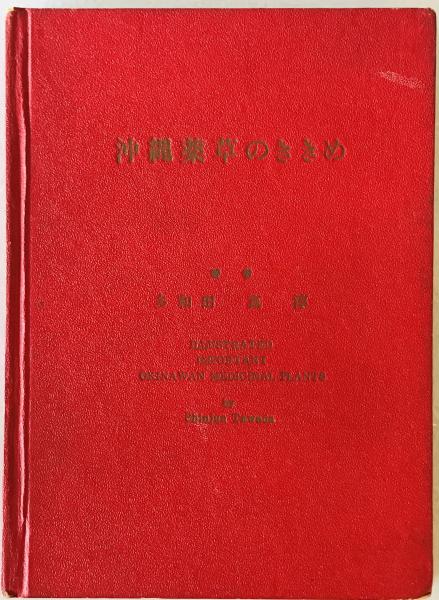 沖縄薬草のききめ
多和田 真 淳
ILLUSTRATED
IMPORTANT
OKINAWAN MEDICINAL PLANTS
by
Shinjun Tawada